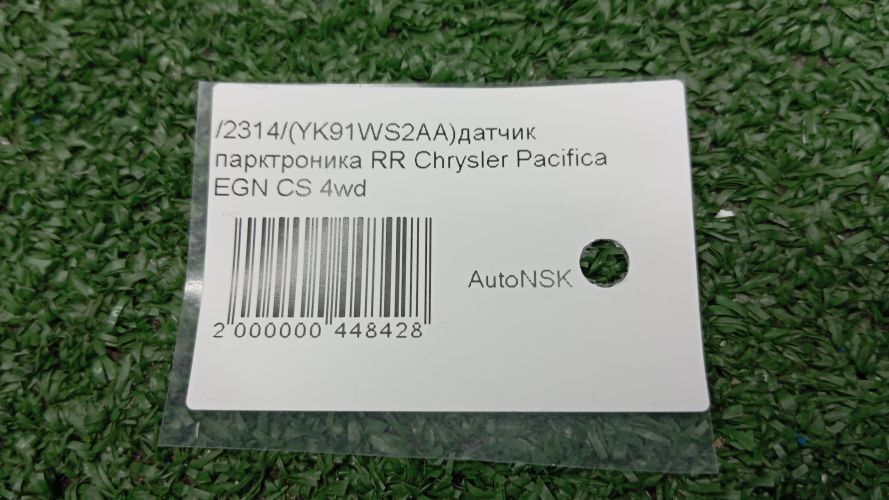 /2314/(YK91WS2AA)датчик
парктроника RR Chrysler Pacifica
EGN CS 4wd
AutoNSK
2 000000 448428